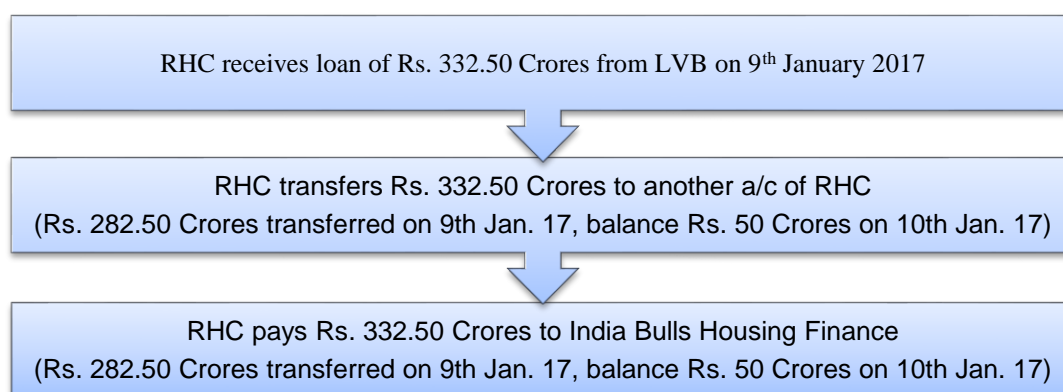 RHC receives loan of Rs. 332.50 Crores from LVB on 9th January 2017
RHC transfers Rs. 332.50 Crores to another a/c of RHC
(Rs. 282.50 Crores transferred on 9th Jan. 17, balance Rs. 50 Crores on 10th Jan. 17)
RHC pays Rs. 332.50 Crores to India Bulls Housing Finance
(Rs. 282.50 Crores transferred on 9th Jan. 17, balance Rs. 50 Crores on 10th Jan. 17)